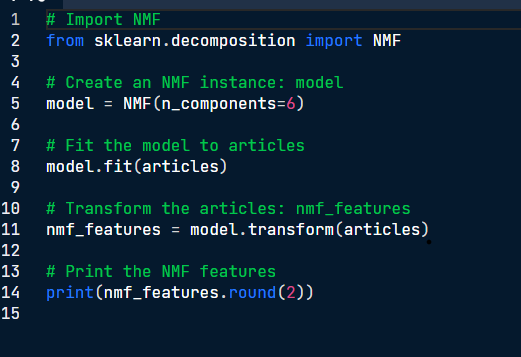 1 # Import NMF
2 from sklearn.decomposition import NMF
3
4 # Create an NMF instance: model
5 model = NMF(n_components=6)
6
7 # Fit the model to articles
8 model.fit(articles)
9
10 # Transform the articles: nmf_features
11 nmf_features = model.transform(articles)
12
13 # Print the NMF features
14 print(nmf_features.round(2))
15